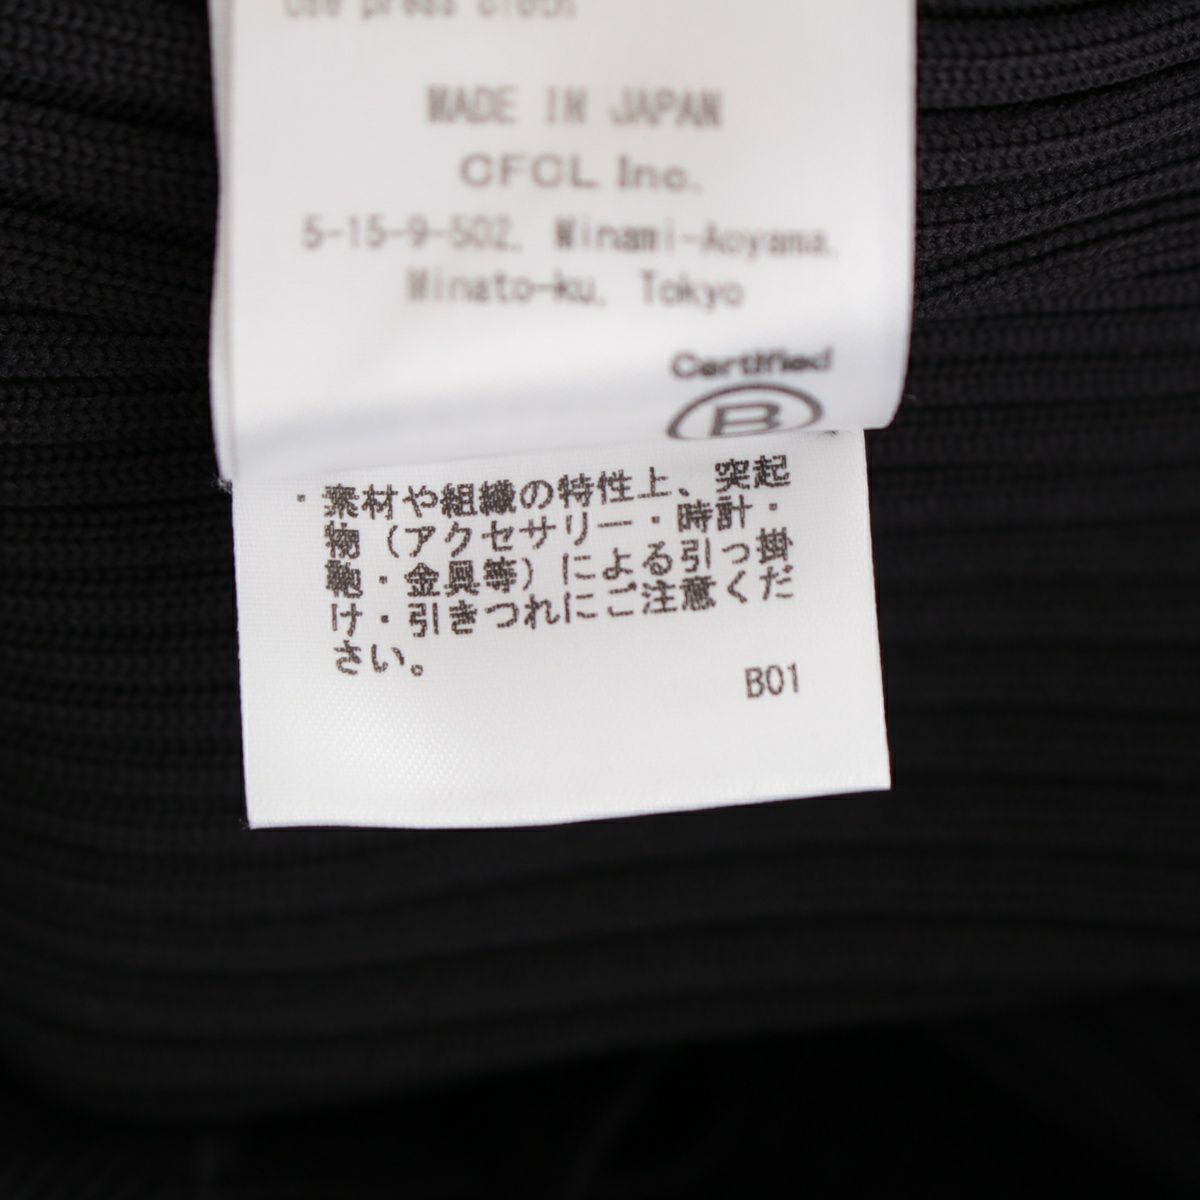 Use press cloth
MADE IN JAPAN
CFCL Inc.
5-15-9-502, Minami-Aoyama,
Minato-ku, Tokyo
Certified
B
・素材や組織の特性上、突起
物（アクセサリー・時計・
鞄・金具等）による引っ掛
け・引きつれにご注意くだ
さい。
B01